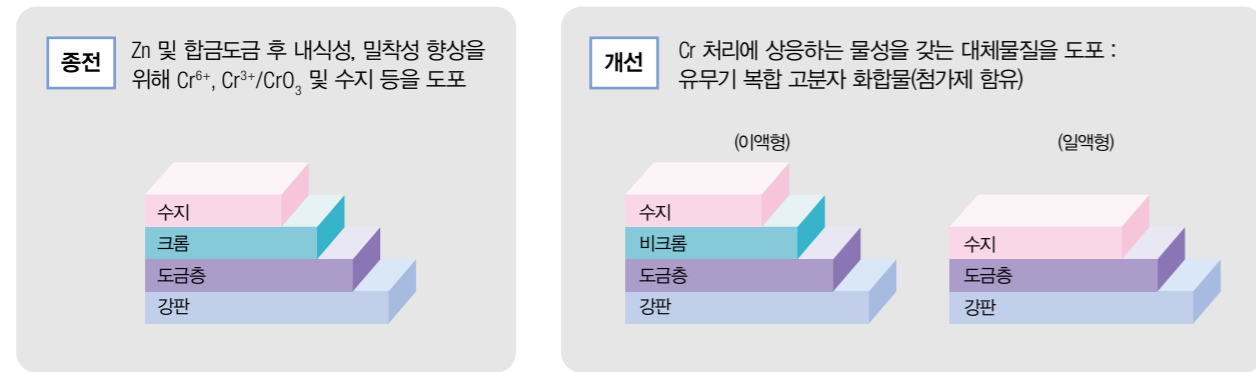 종전
Zn 및 합금도금 후 내식성, 밀착성 향상을
위해 Cr⁶⁺, Cr³⁺/CrO₃ 및 수지 등을 도포
수지
크롬
도금층
강판
개선
Cr 처리에 상응하는 물성을 갖는 대체물질을 도포 :
유무기 복합 고분자 화합물(첨가제 함유)
(이액형)
수지
비크롬
도금층
강판
(일액형)
수지
도금층
강판